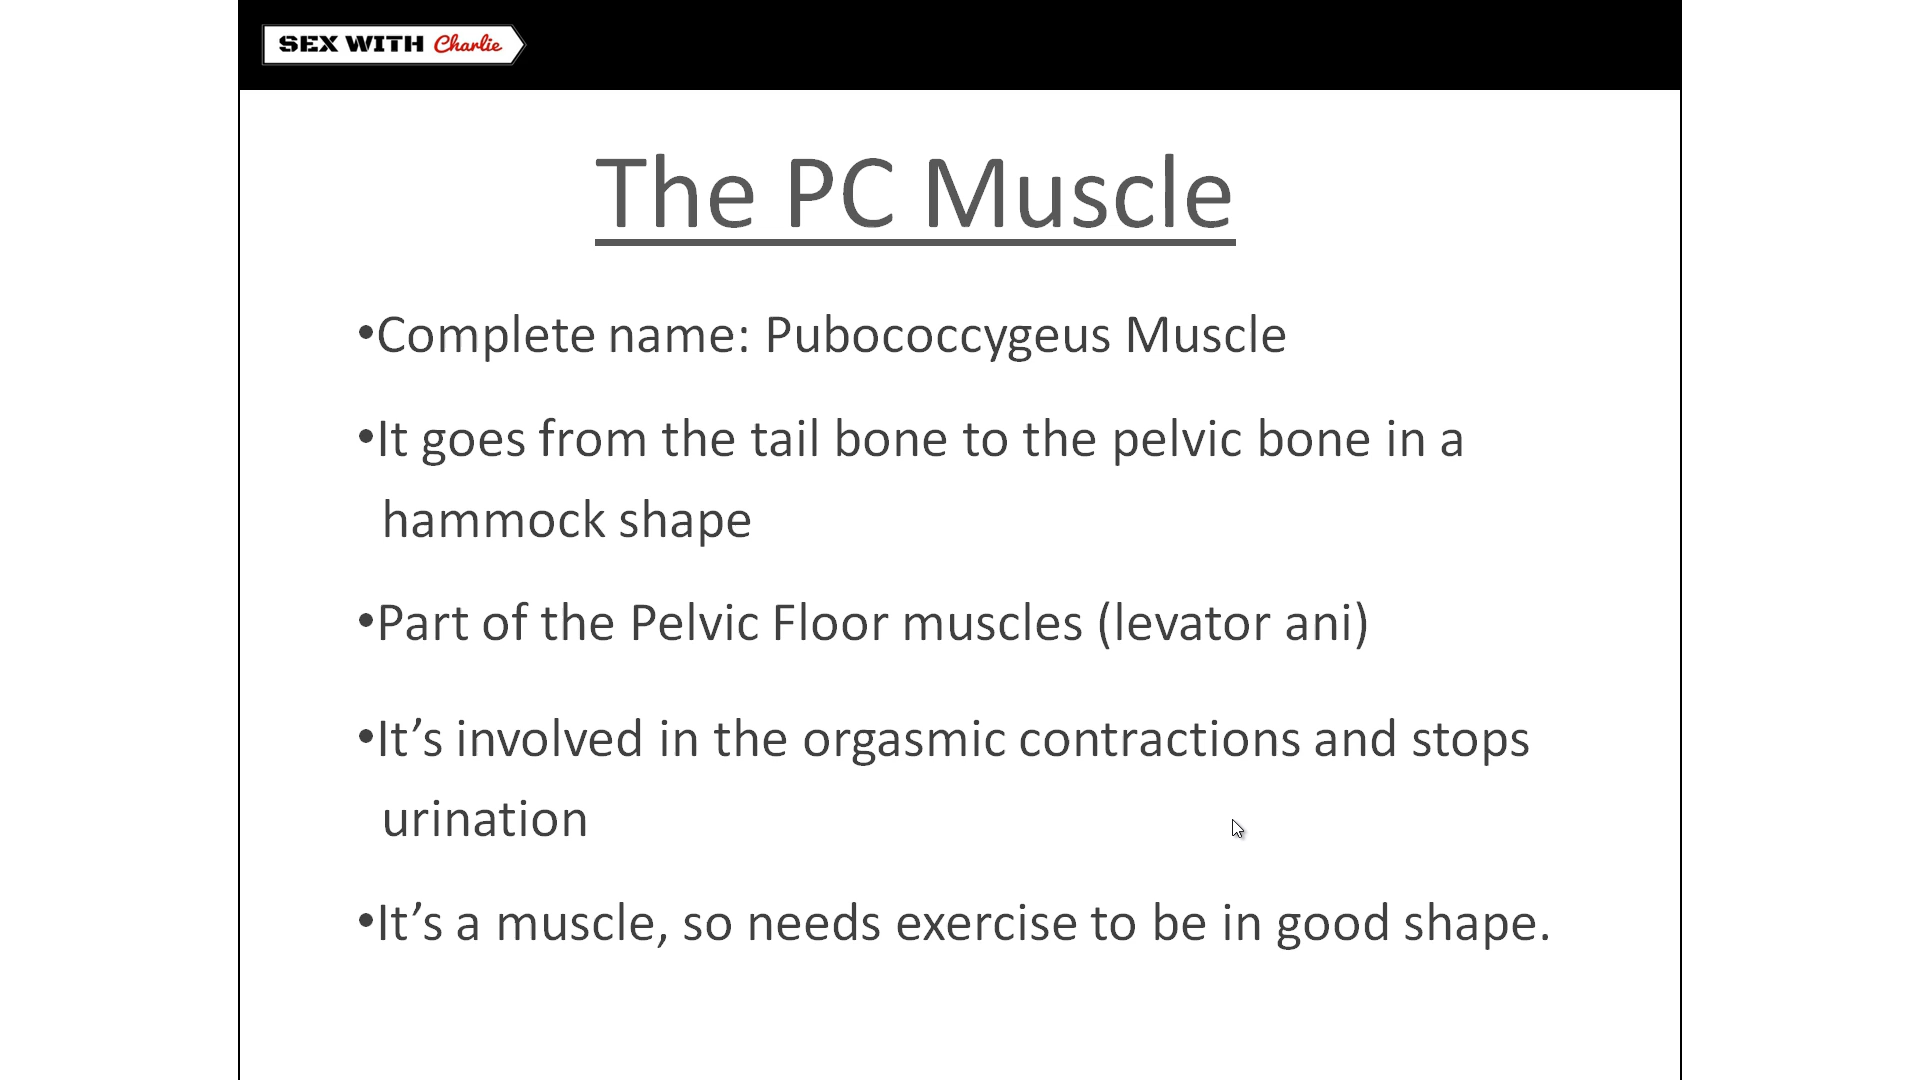 SEX WITH Charlie
The PC Muscle
•Complete name: Pubococcygeus Muscle
•It goes from the tail bone to the pelvic bone in a
hammock shape
•Part of the Pelvic Floor muscles (levator ani)
•It’s involved in the orgasmic contractions and stops
urination
•It’s a muscle, so needs exercise to be in good shape.